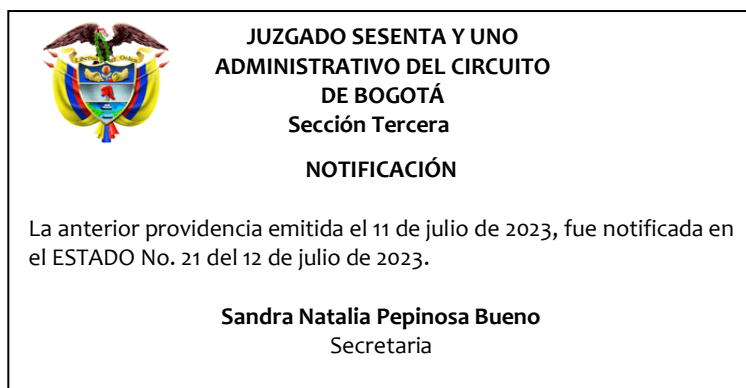 JUZGADO SESENTA Y UNO
ADMINISTRATIVO DEL CIRCUITO
DE BOGOTÁ
Sección Tercera
NOTIFICACIÓN
La anterior providencia emitida el 11 de julio de 2023, fue notificada en
el ESTADO No. 21 del 12 de julio de 2023.
Sandra Natalia Pepinosa Bueno
Secretaria